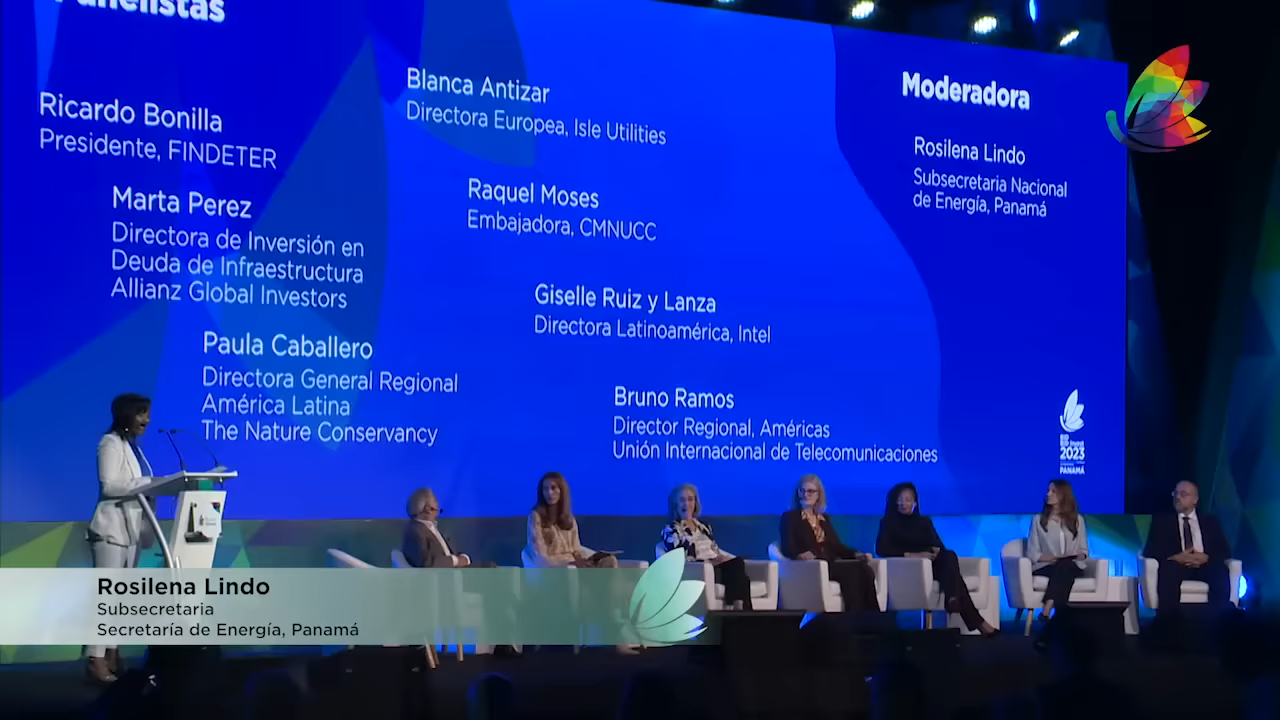 Panelistas
Ricardo Bonilla
Presidente, FINDETER
Marta Perez
Directora de Inversión en
Deuda de Infraestructura
Allianz Global Investors
Paula Caballero
Directora General Regional
América Latina
The Nature Conservancy
Blanca Antizar
Directora Europea, Isle Utilities
Raquel Moses
Embajadora, CMNUCC
Giselle Ruiz y Lanza
Directora Latinoamérica, Intel
Bruno Ramos
Director Regional, Américas
Unión Internacional de Telecomunicaciones
Moderadora
Rosilena Lindo
Subsecretaria Nacional
de Energía, Panamá
2023
PANAMÁ
Rosilena Lindo
Subsecretaria
Secretaría de Energía, Panamá